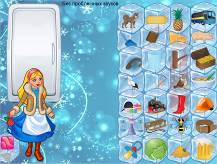 Без проблемных звуков